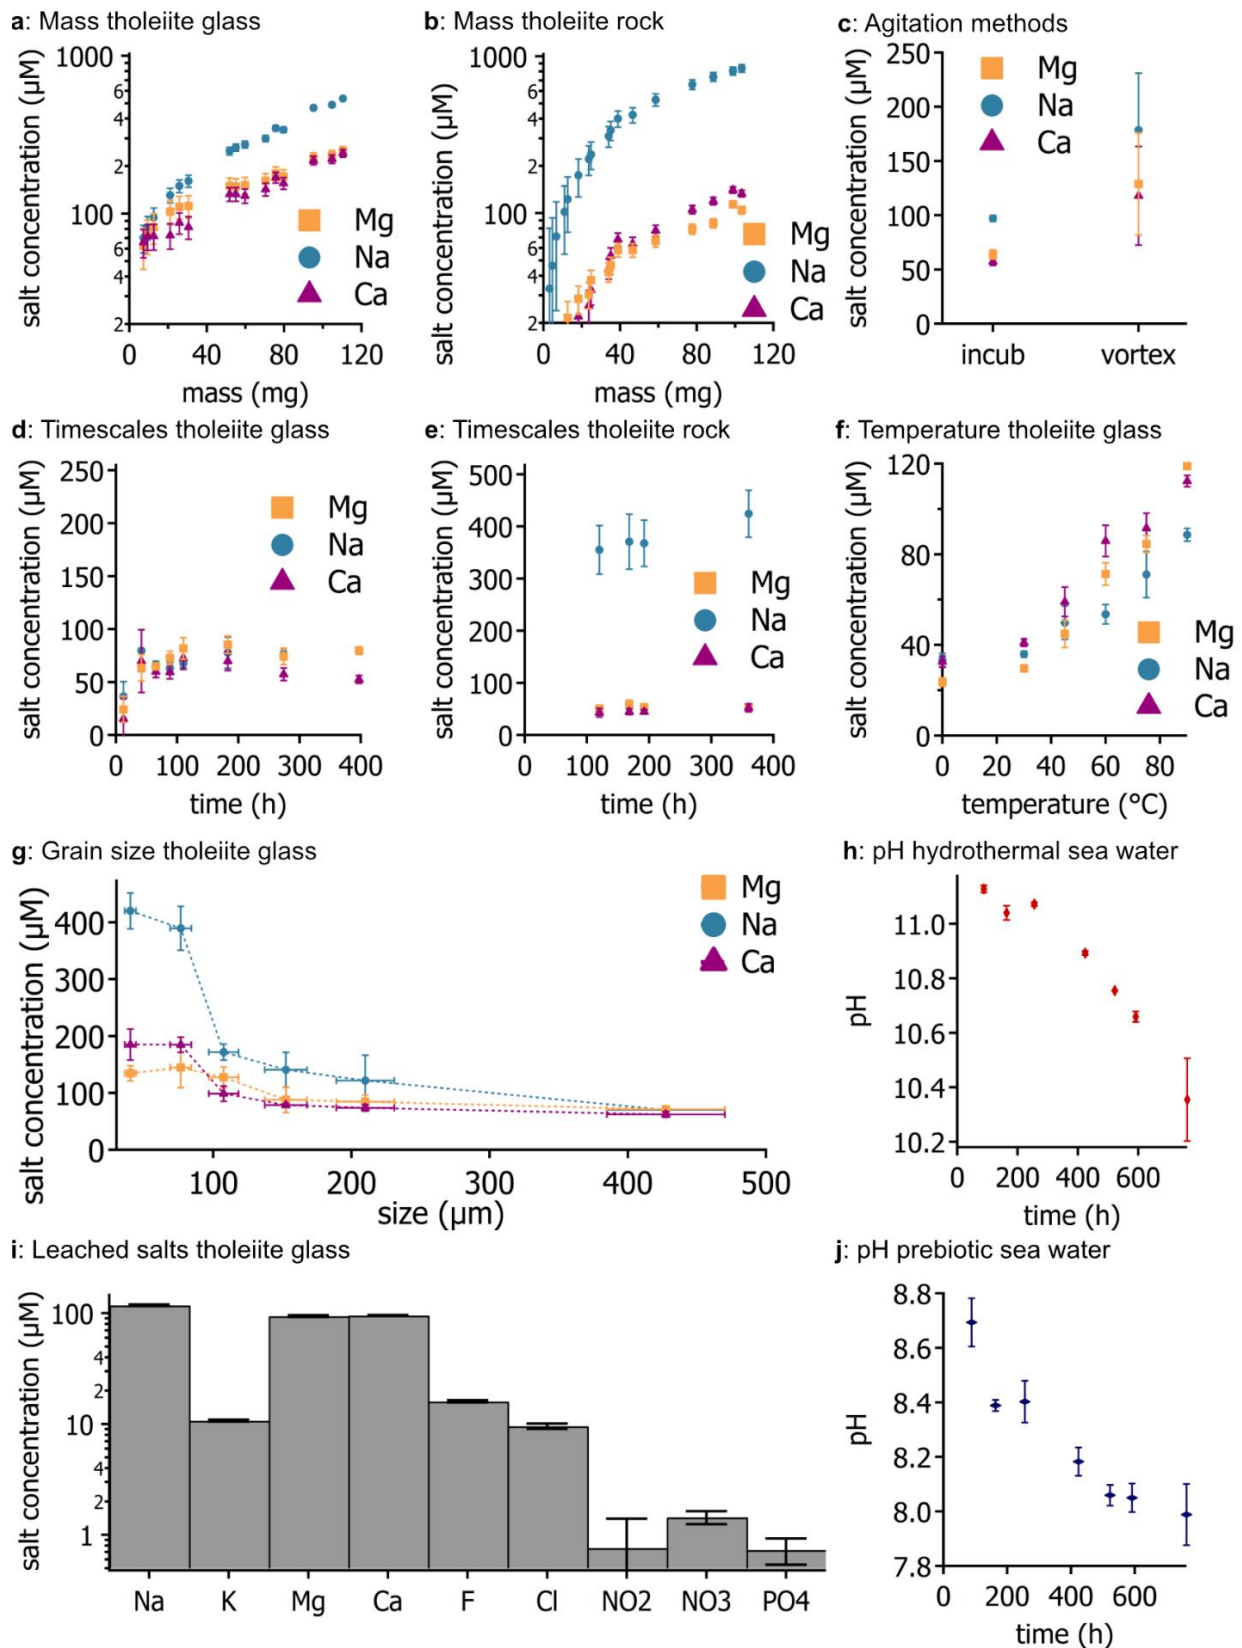 a: Mass tholeiite glass
salt concentration (µM)
1000
6
4
2
100
6
4
2
0 40 80 120
mass (mg)
Mg
Na
Ca
b: Mass tholeiite rock
salt concentration (µM)
1000
6
4
2
100
6
4
2
0 40 80 120
mass (mg)
Mg
Na
Ca
c: Agitation methods
salt concentration (µM)
250
200
150
100
50
0
incub vortex
Mg
Na
Ca
d: Timescales tholeiite glass
salt concentration (µM)
250
200
150
100
50
0
0 100 200 300 400
time (h)
Mg
Na
Ca
e: Timescales tholeiite rock
salt concentration (µM)
500
400
300
200
100
0
0 100 200 300 400
time (h)
Mg
Na
Ca
f: Temperature tholeiite glass
salt concentration (µM)
120
80
40
0
0 20 40 60 80
temperature (°C)
Mg
Na
Ca
g: Grain size tholeiite glass
salt concentration (µM)
400
300
200
100
0
100 200 300 400 500
size (µm)
Mg
Na
Ca
h: pH hydrothermal sea water
pH
11.0
10.8
10.6
10.4
10.2
0 200 400 600
time (h)
i: Leached salts tholeiite glass
salt concentration (µM)
100
4
2
10
4
2
1
Na K Mg Ca F Cl NO2 NO3 PO4
j: pH prebiotic sea water
pH
8.8
8.6
8.4
8.2
8.0
7.8
0 200 400 600
time (h)